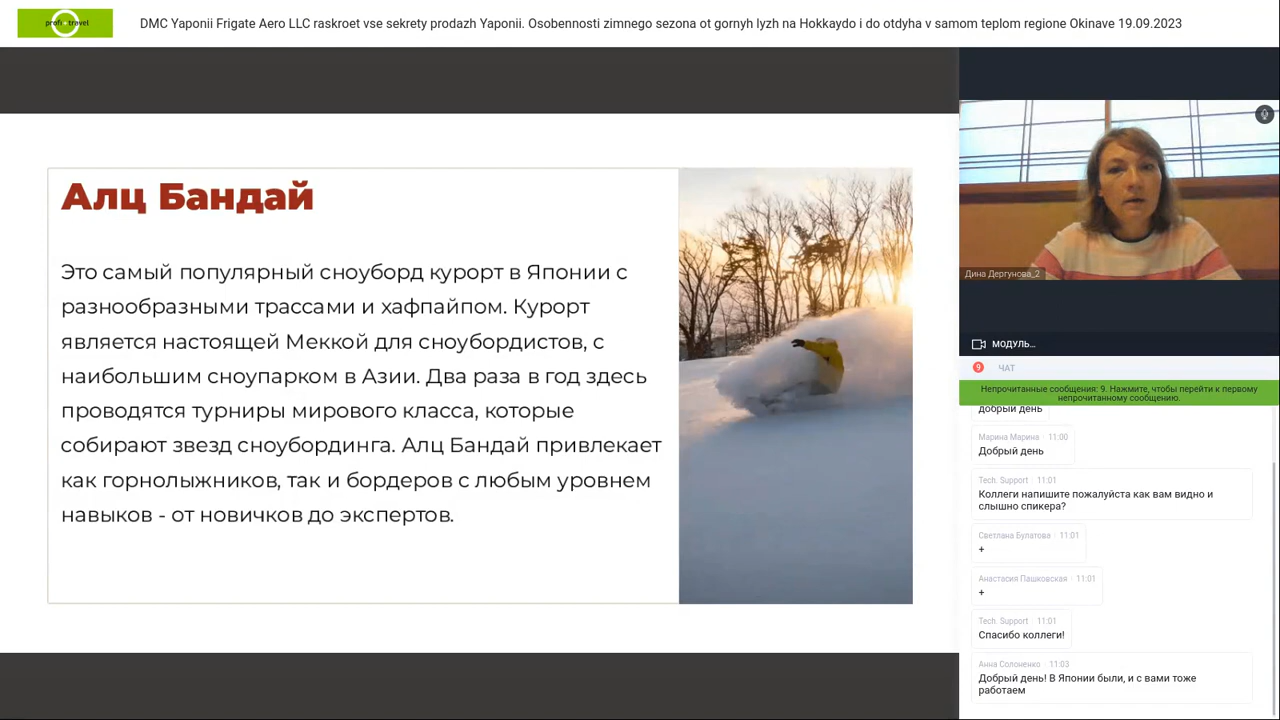 profi travel
DMC Yaponii Frigate Aero LLC raskroet vse sekrety prodazh Yaponii. Osobennosti zimnego sezona ot gornyh lyzh na Hokkaydo i do otdyha v samom teplom regione Okinave 19.09.2023
Алц Бандай
Это самый популярный сноуборд курорт в Японии с
разнообразными трассами и хафпайпом. Курорт
является настоящей Меккой для сноубордистов, с
наибольшим сноупарком в Азии. Два раза в год здесь
проводятся турниры мирового класса, которые
собирают звезд сноубординга. Алц Бандай привлекает
как горнолыжников, так и бордеров с любым уровнем
навыков - от новичков до экспертов.
Дина Дергунова_2
МОДУЛЬ...
9 ЧАТ
Непрочитанные сообщения: 9. Нажмите, чтобы перейти к первому
непрочитанному сообщению.
добрый день
Марина Марина · 11:00
Добрый день
Tech. Support · 11:01
Коллеги напишите пожалуйста как вам видно и
слышно спикера?
Светлана Булатова · 11:01
+
Анастасия Пашковская · 11:01
+
Tech. Support · 11:01
Спасибо коллеги!
Анна Солоненко · 11:03
Добрый день! В Японии были, и с вами тоже
работаем